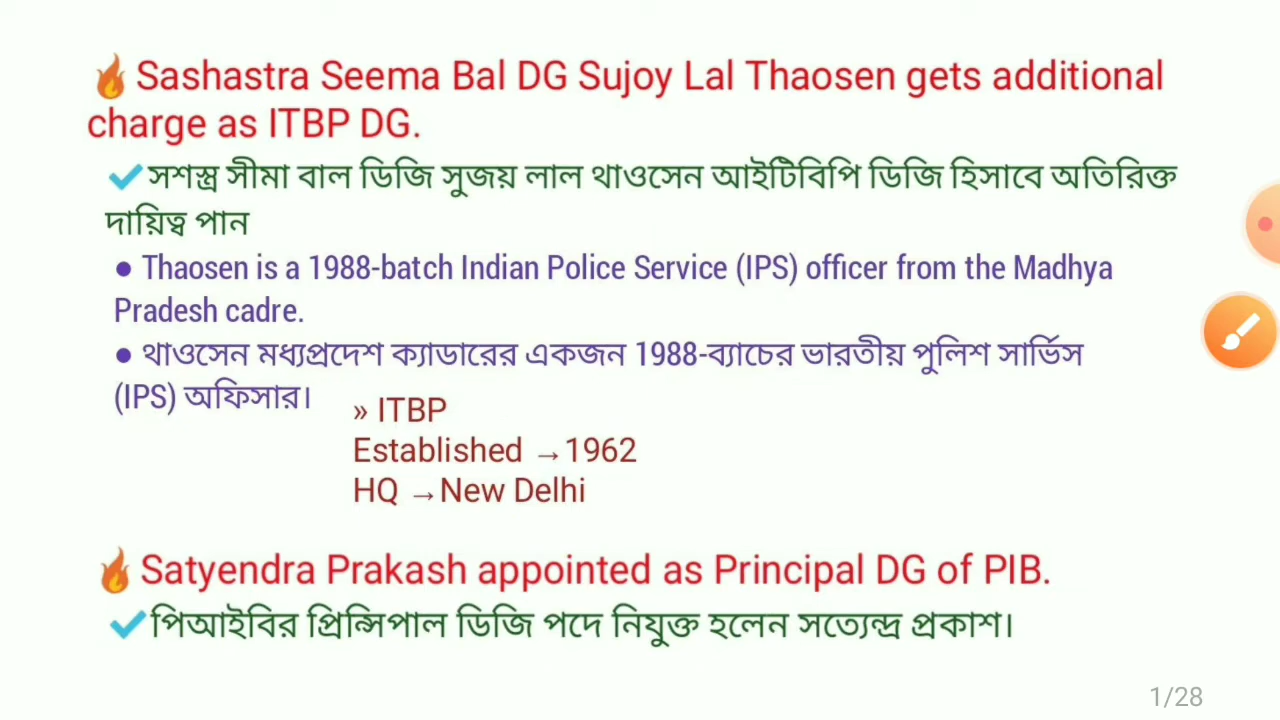 🔥Sashastra Seema Bal DG Sujoy Lal Thaosen gets additional
charge as ITBP DG.
✔সশস্ত্র সীমা বাল ডিজি সুজয় লাল থাওসেন আইটিবিপি ডিজি হিসাবে অতিরিক্ত
দায়িত্ব পান
● Thaosen is a 1988-batch Indian Police Service (IPS) officer from the Madhya
Pradesh cadre.
● থাওসেন মধ্যপ্রদেশ ক্যাডারের একজন 1988-ব্যাচের ভারতীয় পুলিশ সার্ভিস
(IPS) অফিসার।
» ITBP
Established →1962
HQ →New Delhi
🔥Satyendra Prakash appointed as Principal DG of PIB.
✔পিআইবির প্রিন্সিপাল ডিজি পদে নিযুক্ত হলেন সত্যেন্দ্র প্রকাশ।
1/28